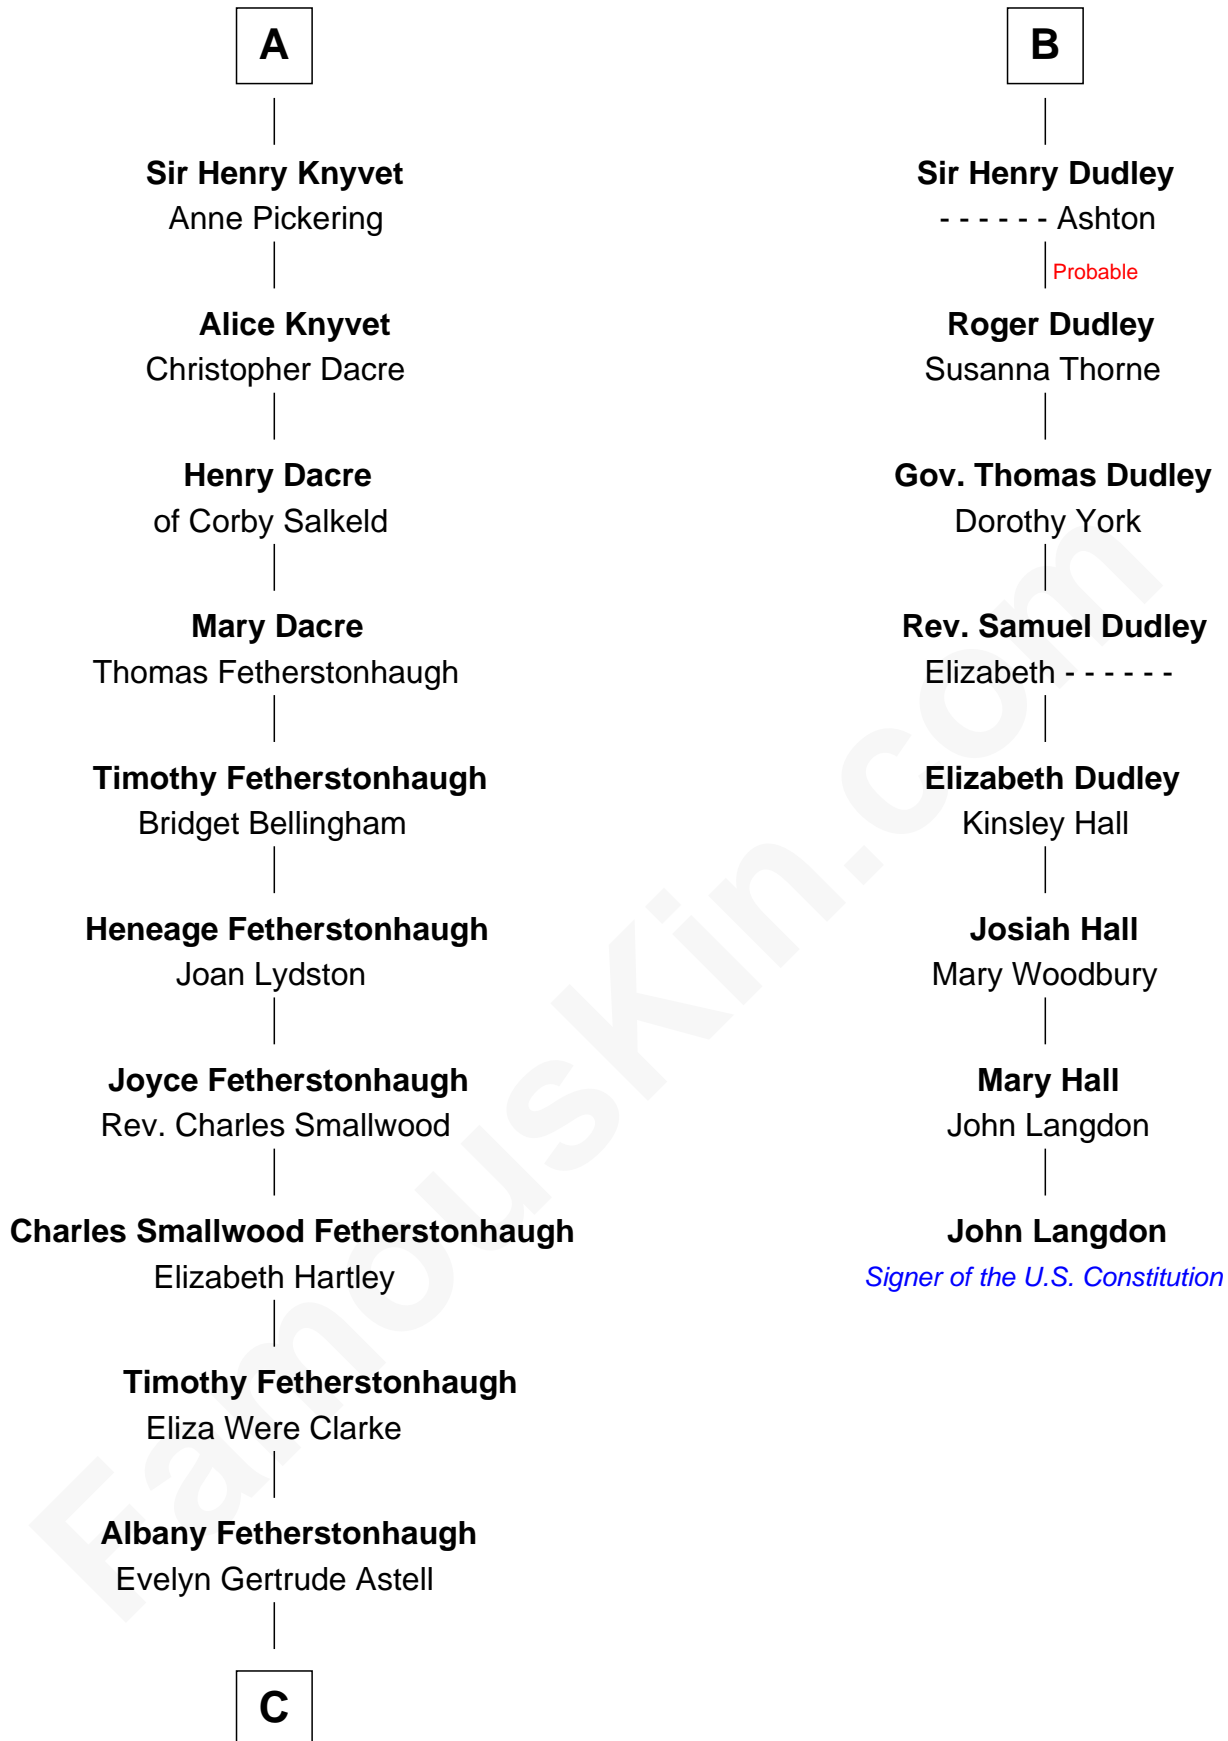 A
Sir Henry Knyvet
Anne Pickering
Alice Knyvet
Christopher Dacre
Henry Dacre
of Corby Salkeld
Mary Dacre
Thomas Fetherstonhaugh
Timothy Fetherstonhaugh
Bridget Bellingham
Heneage Fetherstonhaugh
Joan Lydston
Joyce Fetherstonhaugh
Rev. Charles Smallwood
Charles Smallwood Fetherstonhaugh
Elizabeth Hartley
Timothy Fetherstonhaugh
Eliza Were Clarke
Albany Fetherstonhaugh
Evelyn Gertrude Astell
C
B
Sir Henry Dudley
- - - - - - Ashton
Probable
Roger Dudley
Susanna Thorne
Gov. Thomas Dudley
Dorothy York
Rev. Samuel Dudley
Elizabeth - - - - - -
Elizabeth Dudley
Kinsley Hall
Josiah Hall
Mary Woodbury
Mary Hall
John Langdon
John Langdon
Signer of the U.S. Constitution
FamousKin.com